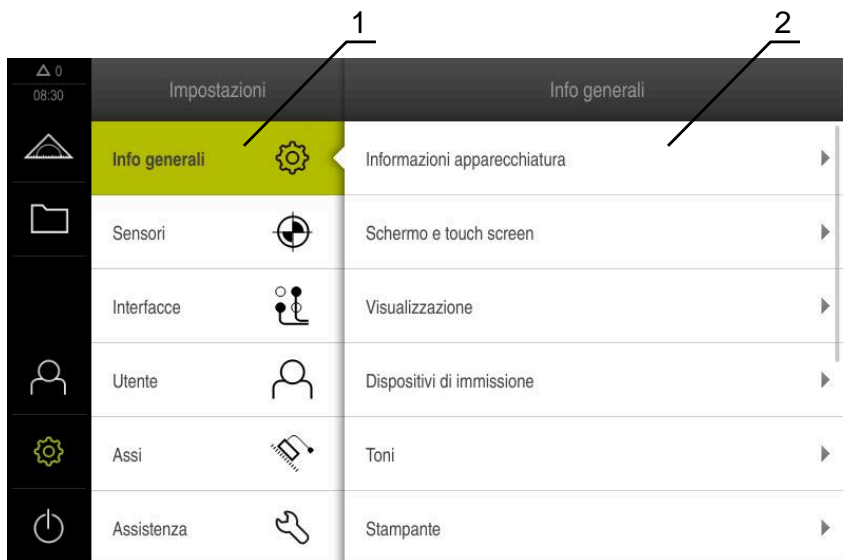 1
2
0
08:30
Impostazioni
Info generali
Info generali
Sensori
Interfacce
Utente
Assi
Assistenza
Informazioni apparecchiatura
Schermo e touch screen
Visualizzazione
Dispositivi di immissione
Toni
Stampante